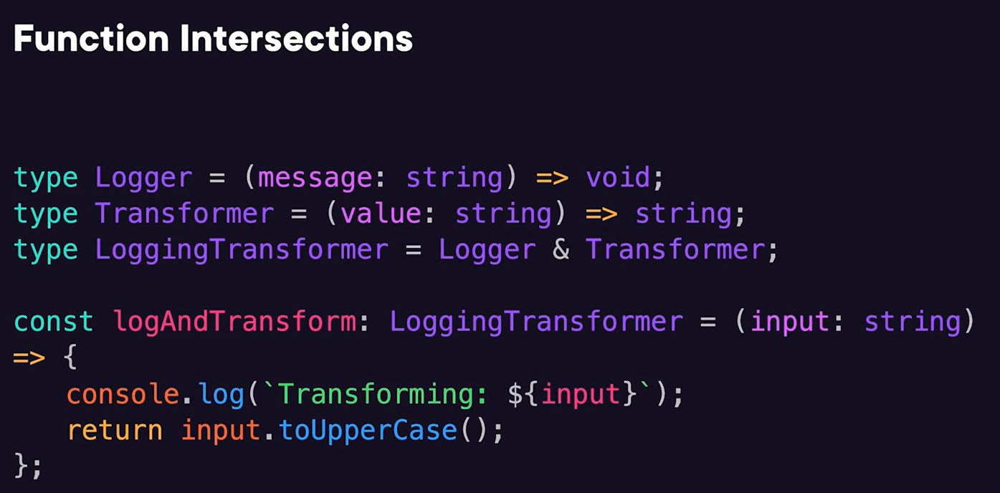 Function Intersections
type Logger = (message: string) => void;
type Transformer = (value: string) => string;
type LoggingTransformer = Logger & Transformer;
const logAndTransform: LoggingTransformer = (input: string)
=> {
console.log(`Transforming: ${input}`);
return input.toUpperCase();
};